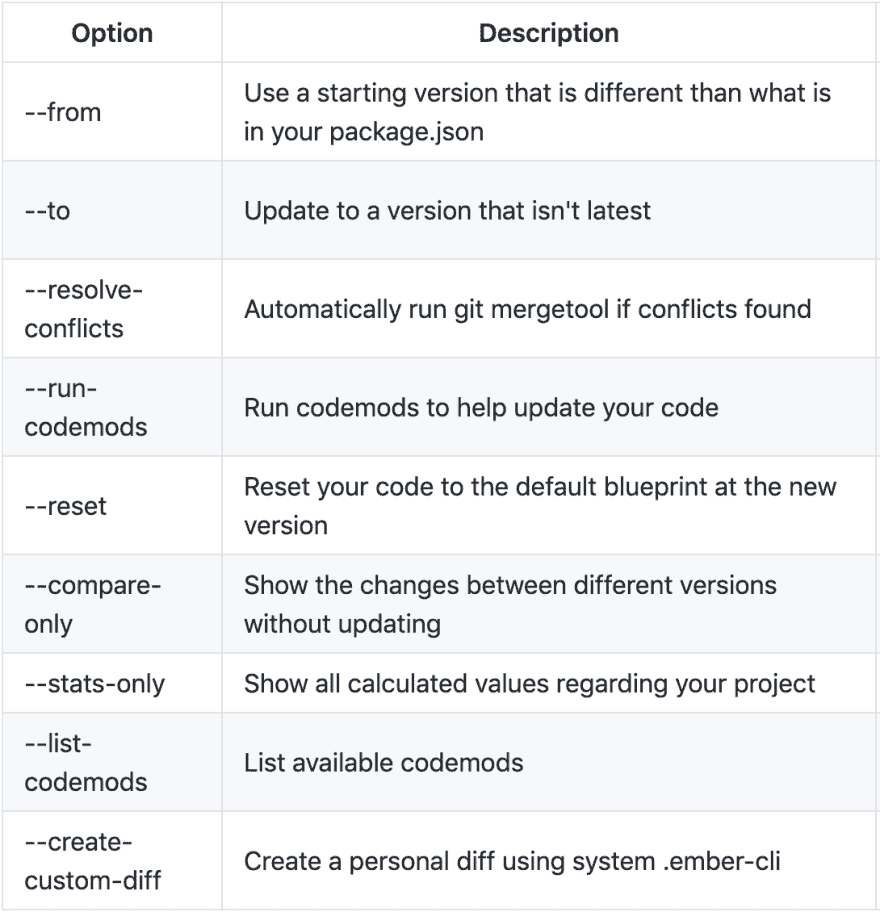 Option
Description
--from
Use a starting version that is different than what is
in your package.json
--to
Update to a version that isn't latest
--resolve-
conflicts
Automatically run git mergetool if conflicts found
--run-
codemods
Run codemods to help update your code
--reset
Reset your code to the default blueprint at the new
version
--compare-
only
Show the changes between different versions
without updating
--stats-only
Show all calculated values regarding your project
--list-
codemods
List available codemods
--create-
custom-diff
Create a personal diff using system .ember-cli